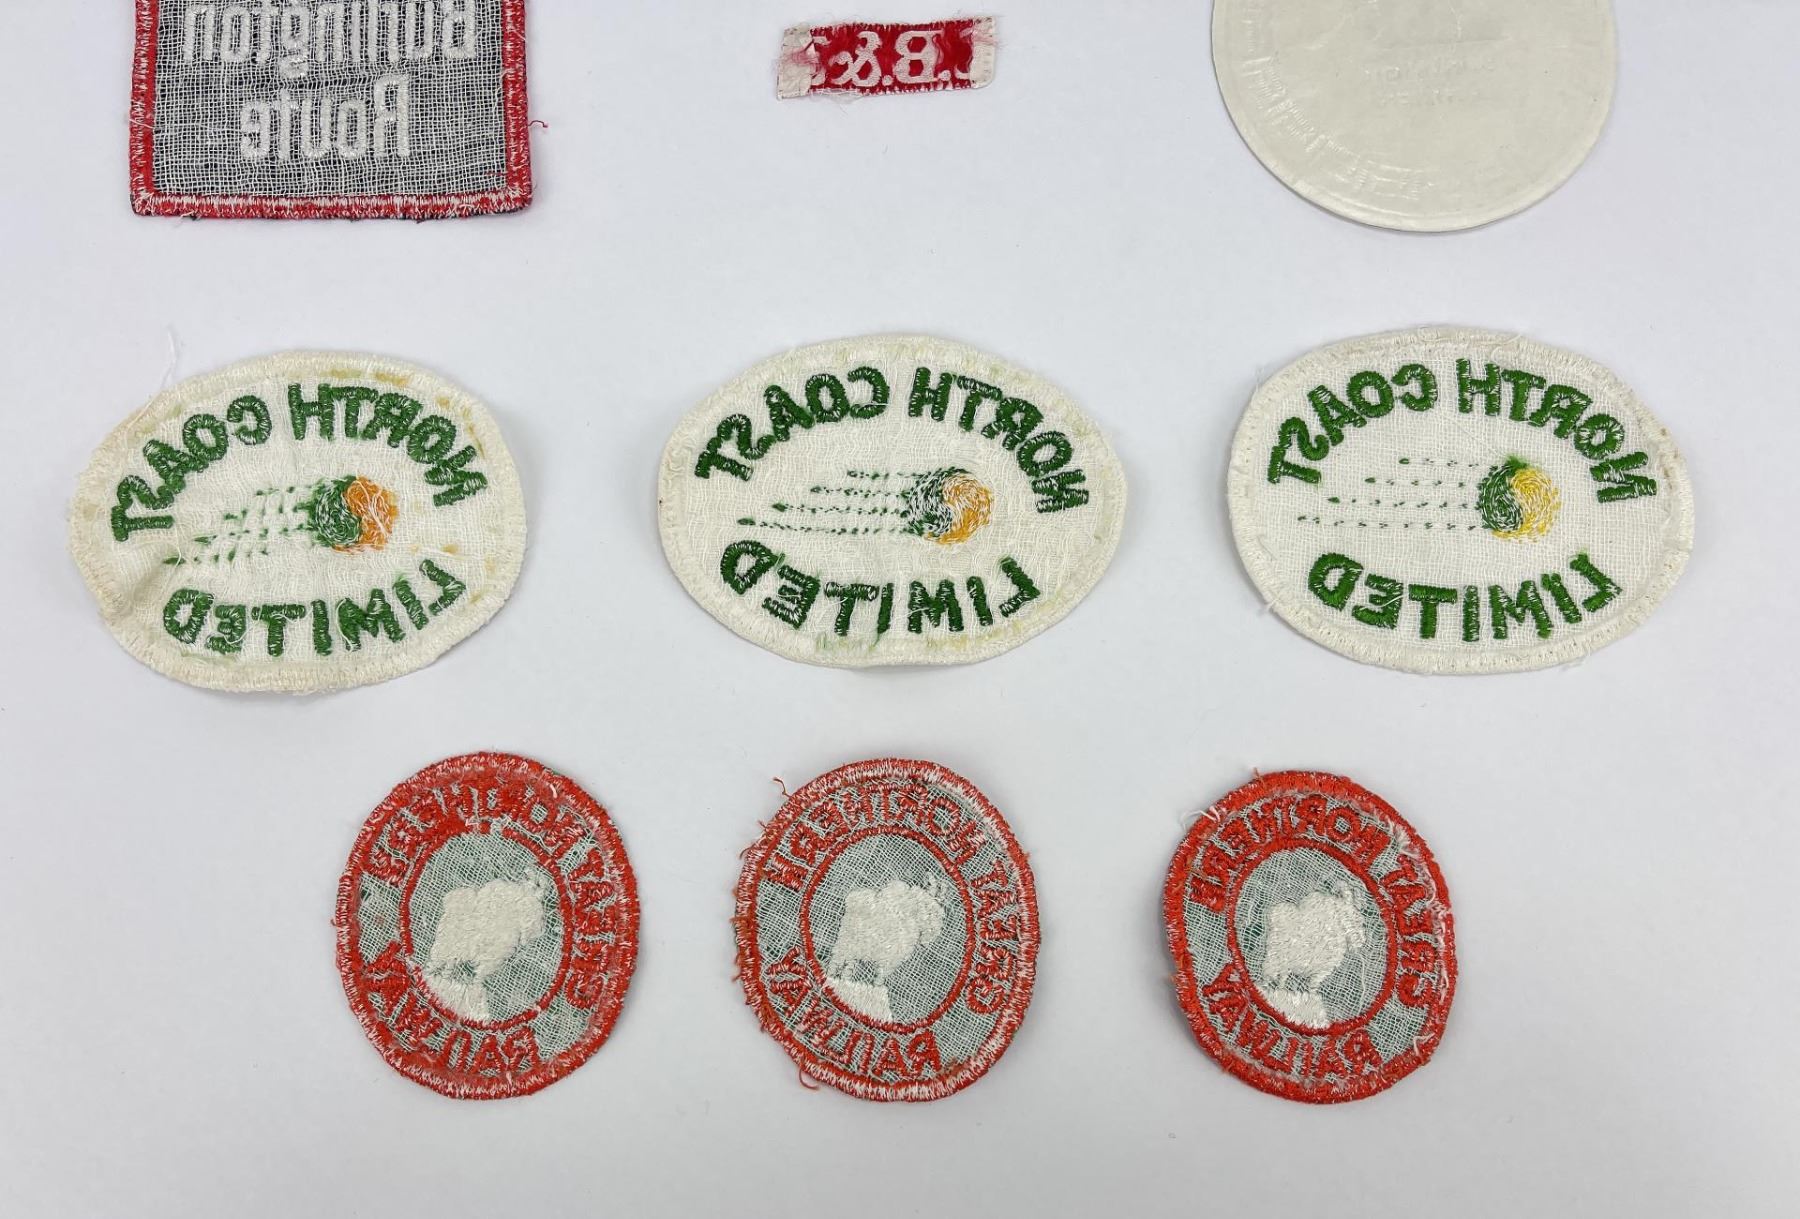 Burlington
Route
C.B.&
NORTH COAST
LIMITED
NORTH COAST
LIMITED
NORTH COAST
LIMITED
GREAT NORTHERN
RAILWAY
GREAT NORTHERN
RAILWAY
GREAT NORTHERN
RAILWAY